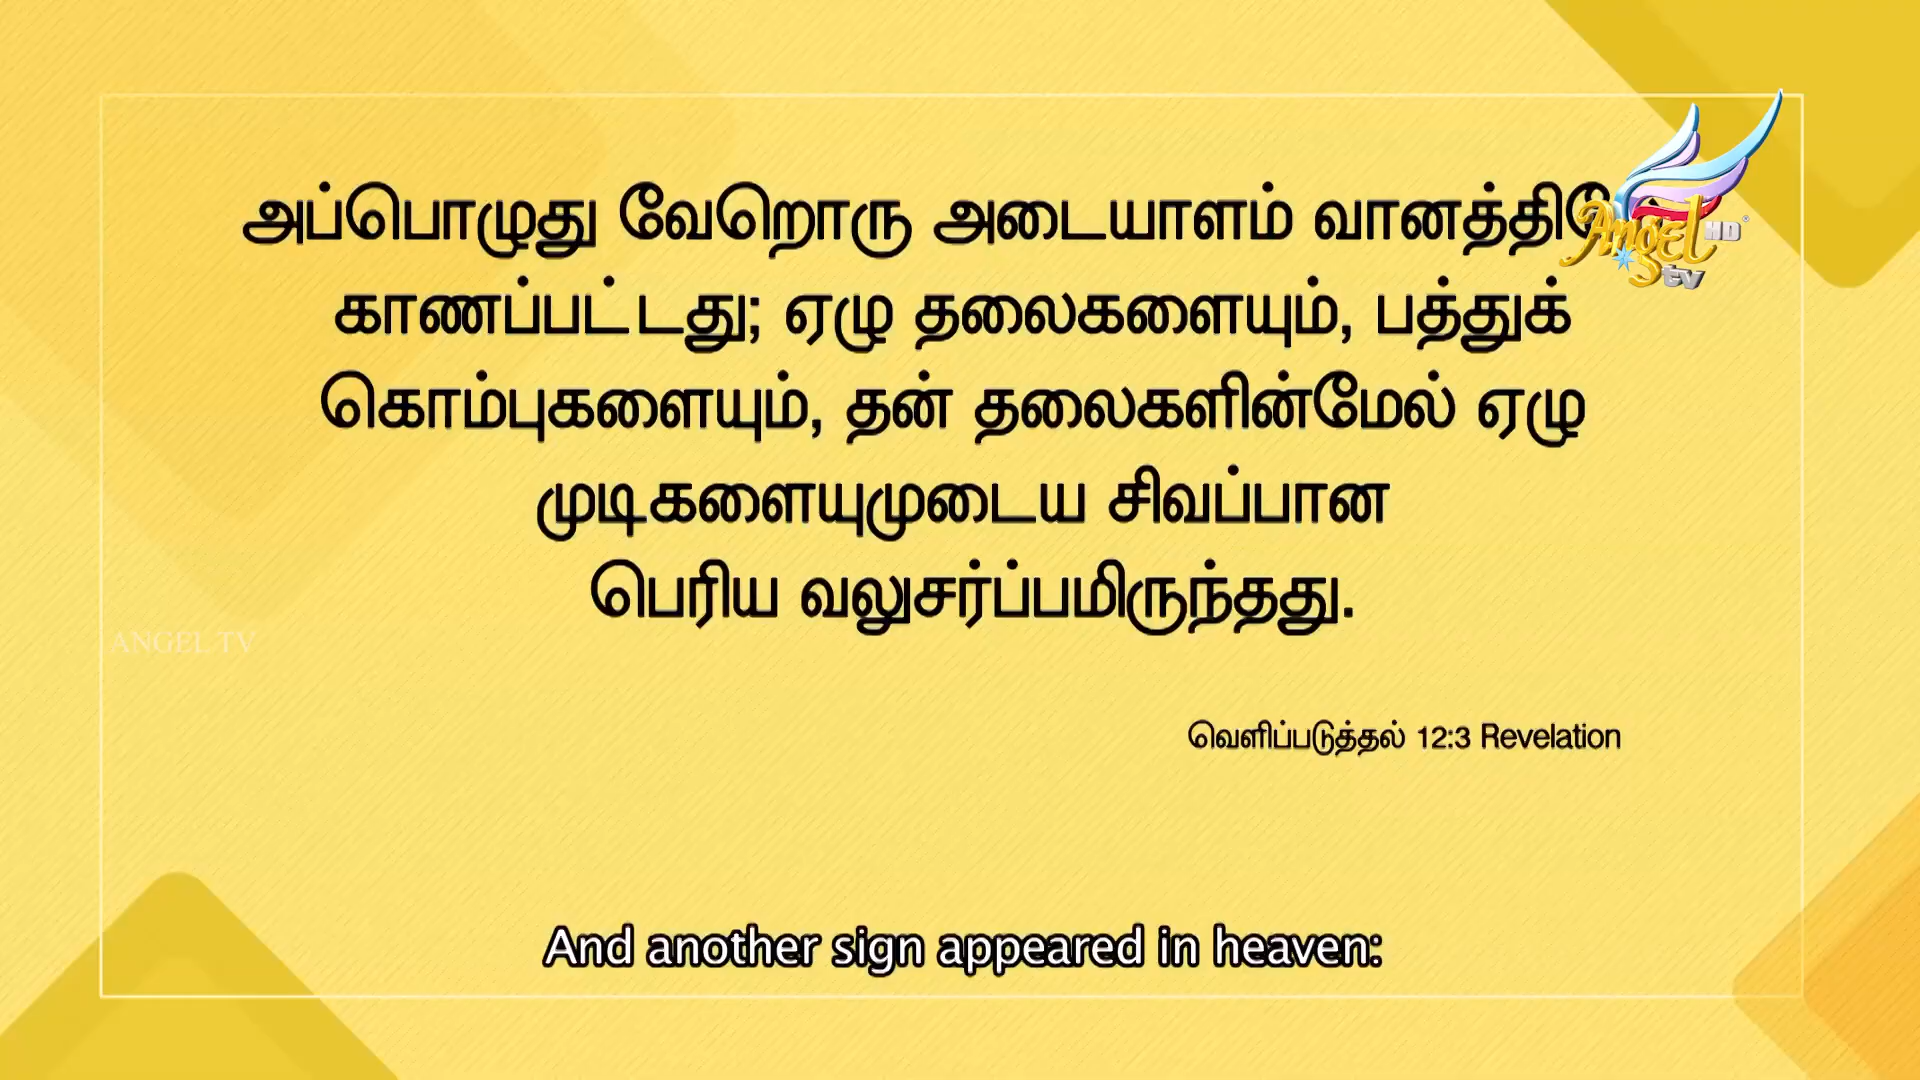 அப்பொழுது வேறொரு அடையாளம்
காணப்பட்டது; ஏழு தலைகளையும், பத்துக்
கொம்புகளையும், தன் தலைகளின்மேல் ஏழு
முடிகளையுமுடைய சிவப்பான
பெரிய வலுசர்ப்பமிருந்தது.
வெளிப்படுத்தல் 12:3 Revelation
And another sign appeared in heaven:
Angel HD
tv
ANGEL TV